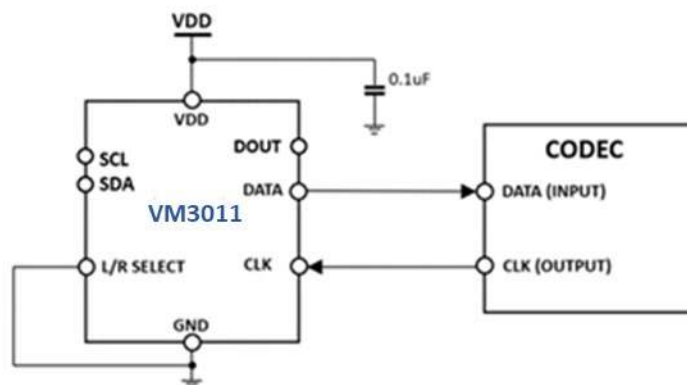 VDD
0.1uF
VDD
SCL
SDA
DOUT
DATA
VM3011
L/R SELECT
CLK
GND
CODEC
DATA (INPUT)
CLK (OUTPUT)